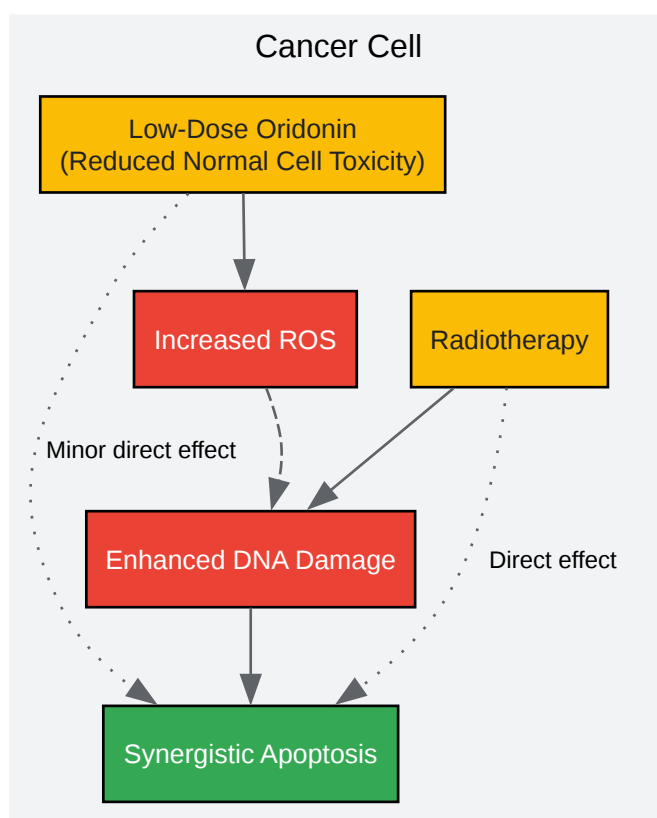 Cancer Cell
Low-Dose Oridonin
(Reduced Normal Cell Toxicity)
Increased ROS
Radiotherapy
Minor direct effect
Enhanced DNA Damage
Direct effect
Synergistic Apoptosis